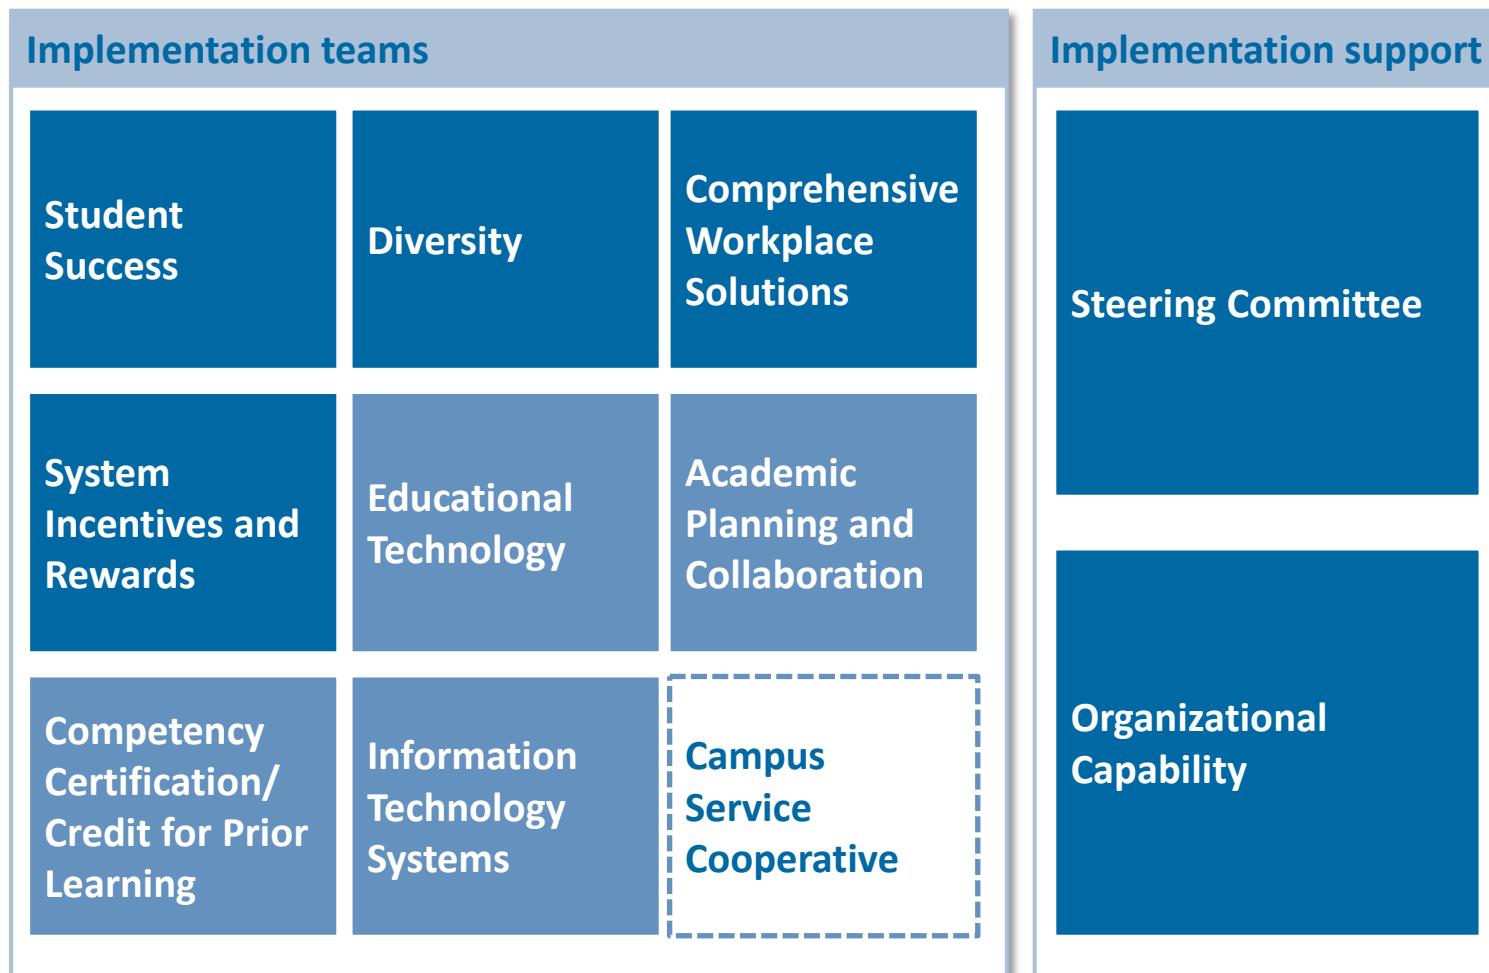 Implementation teams
Student
Success
Diversity
Comprehensive
Workplace
Solutions
System
Incentives and
Rewards
Educational
Technology
Academic
Planning and
Collaboration
Competency
Certification/
Credit for Prior
Learning
Information
Technology
Systems
Campus
Service
Cooperative
Implementation support
Steering Committee
Organizational
Capability